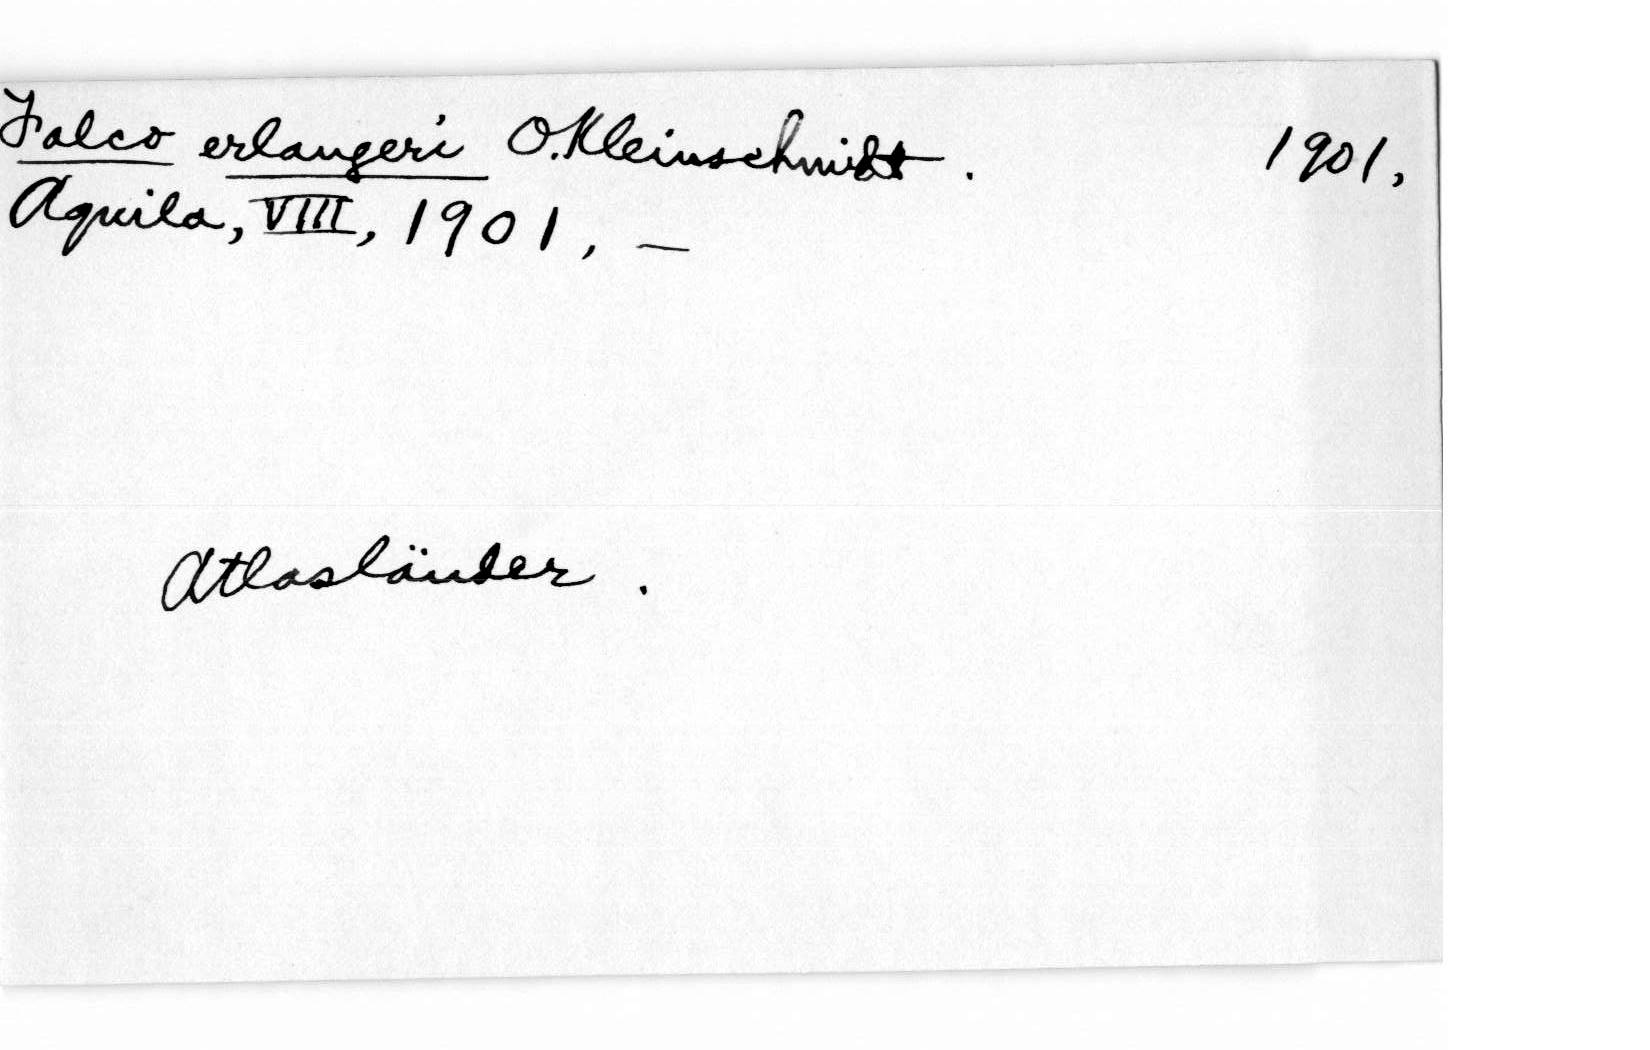 Falco erlangeri O. Kleinschmidt . 1901,
Aquila, VIII, 1901, —
Atlasländer .